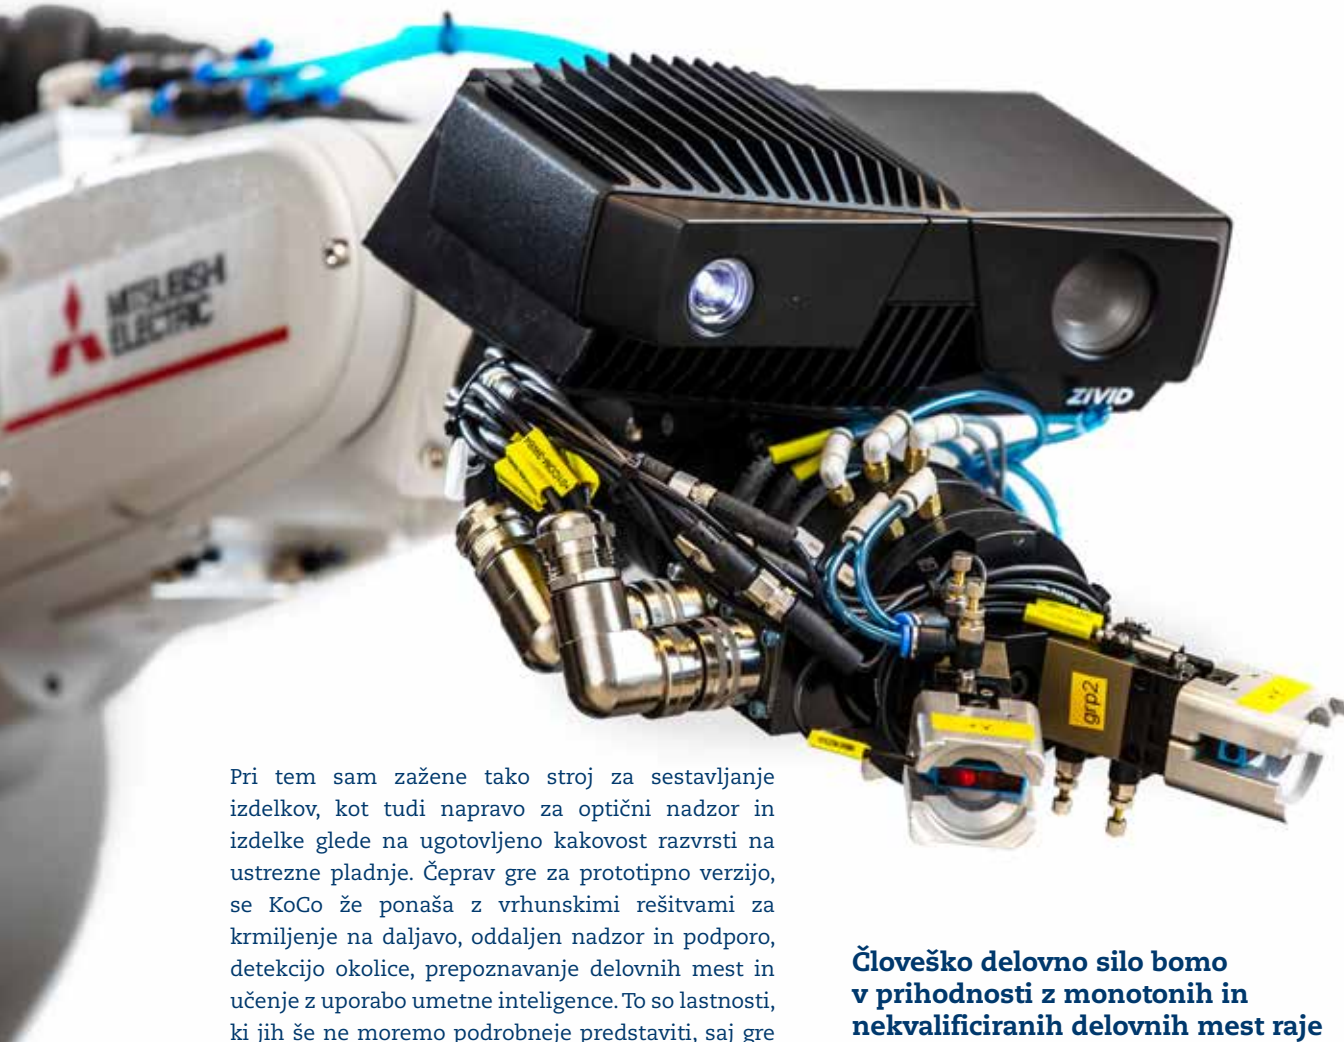 MITSUBISHI
ELECTRIC
ZIVID
grp2
Pri tem sam zažene tako stroj za sestavljanje
izdelkov, kot tudi napravo za optični nadzor in
izdelke glede na ugotovljeno kakovost razvrsti na
ustrezne pladnje. Čeprav gre za prototipno verzijo,
se KoCo že ponaša z vrhunskimi rešitvami za
krmiljenje na daljavo, oddaljen nadzor in podporo,
detekcijo okolice, prepoznavanje delovnih mest in
učenje z uporabo umetne inteligence. To so lastnosti,
ki jih še ne moremo podrobneje predstaviti, saj gre
Človeško delovno silo bomo
v prihodnosti z monotonih in
nekvalificiranih delovnih mest raje